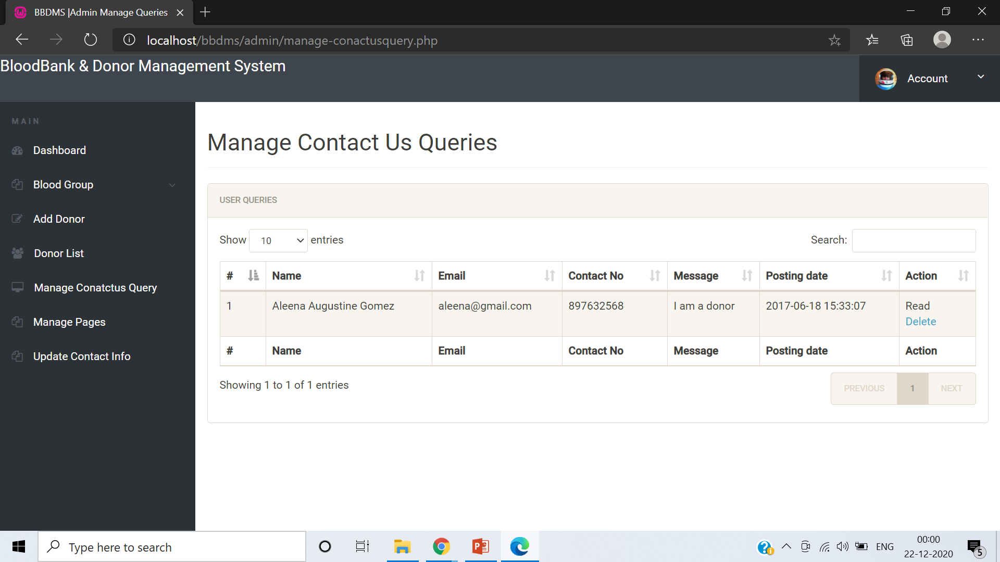 BBDMS |Admin Manage Queries
localhost/bbdms/admin/manage-conactusquery.php
BloodBank & Donor Management System
Account
MAIN
Dashboard
Blood Group
Add Donor
Donor List
Manage Conatctus Query
Manage Pages
Update Contact Info
Manage Contact Us Queries
USER QUERIES
Show 10 entries
Search:
# Name Email Contact No Message Posting date Action
1 Aleena Augustine Gomez aleena@gmail.com 897632568 I am a donor 2017-06-18 15:33:07 Read
Delete
# Name Email Contact No Message Posting date Action
Showing 1 to 1 of 1 entries
PREVIOUS 1 NEXT
Type here to search
ENG
00:00
22-12-2020
5